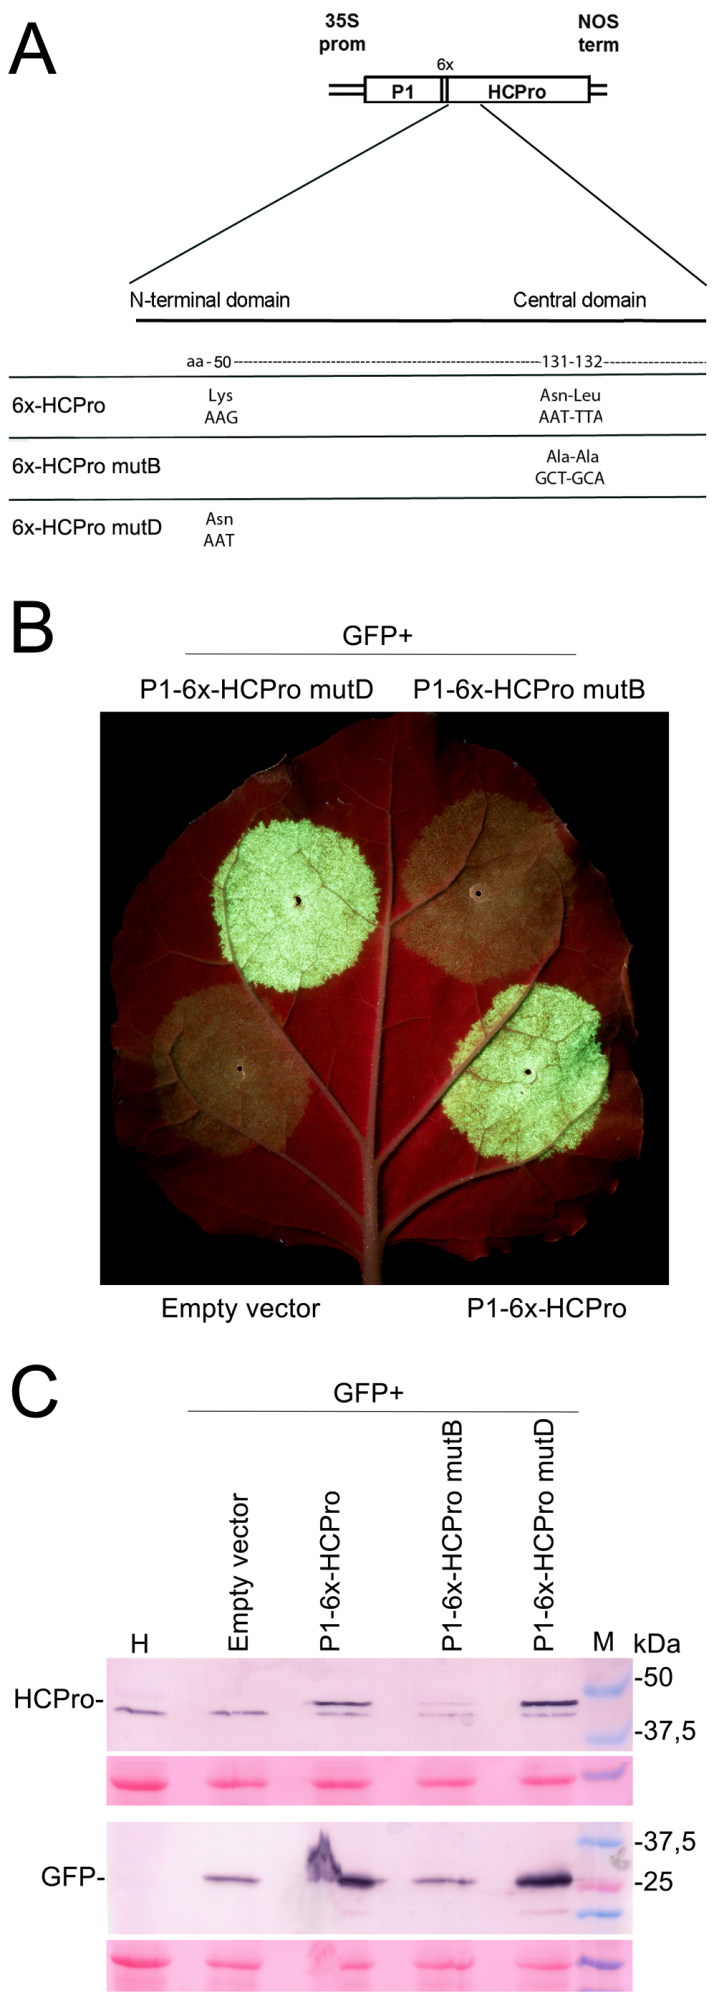 A
35S
prom
NOS
term
6x
P1
HCPro
N-terminal domain
Central domain
aa-50
131-132
6x-HCPro
Lys
AAG
Asn-Leu
AAT-TTA
6x-HCPro mutB
Ala-Ala
GCT-GCA
6x-HCPro mutD
Asn
AAT
B
GFP+
P1-6x-HCPro mutD
P1-6x-HCPro mutB
Empty vector
P1-6x-HCPro
C
GFP+
H
Empty vector
P1-6x-HCPro
P1-6x-HCPro mutB
P1-6x-HCPro mutD
M
kDa
HCPro-
-50
-37,5
GFP-
-37,5
-25